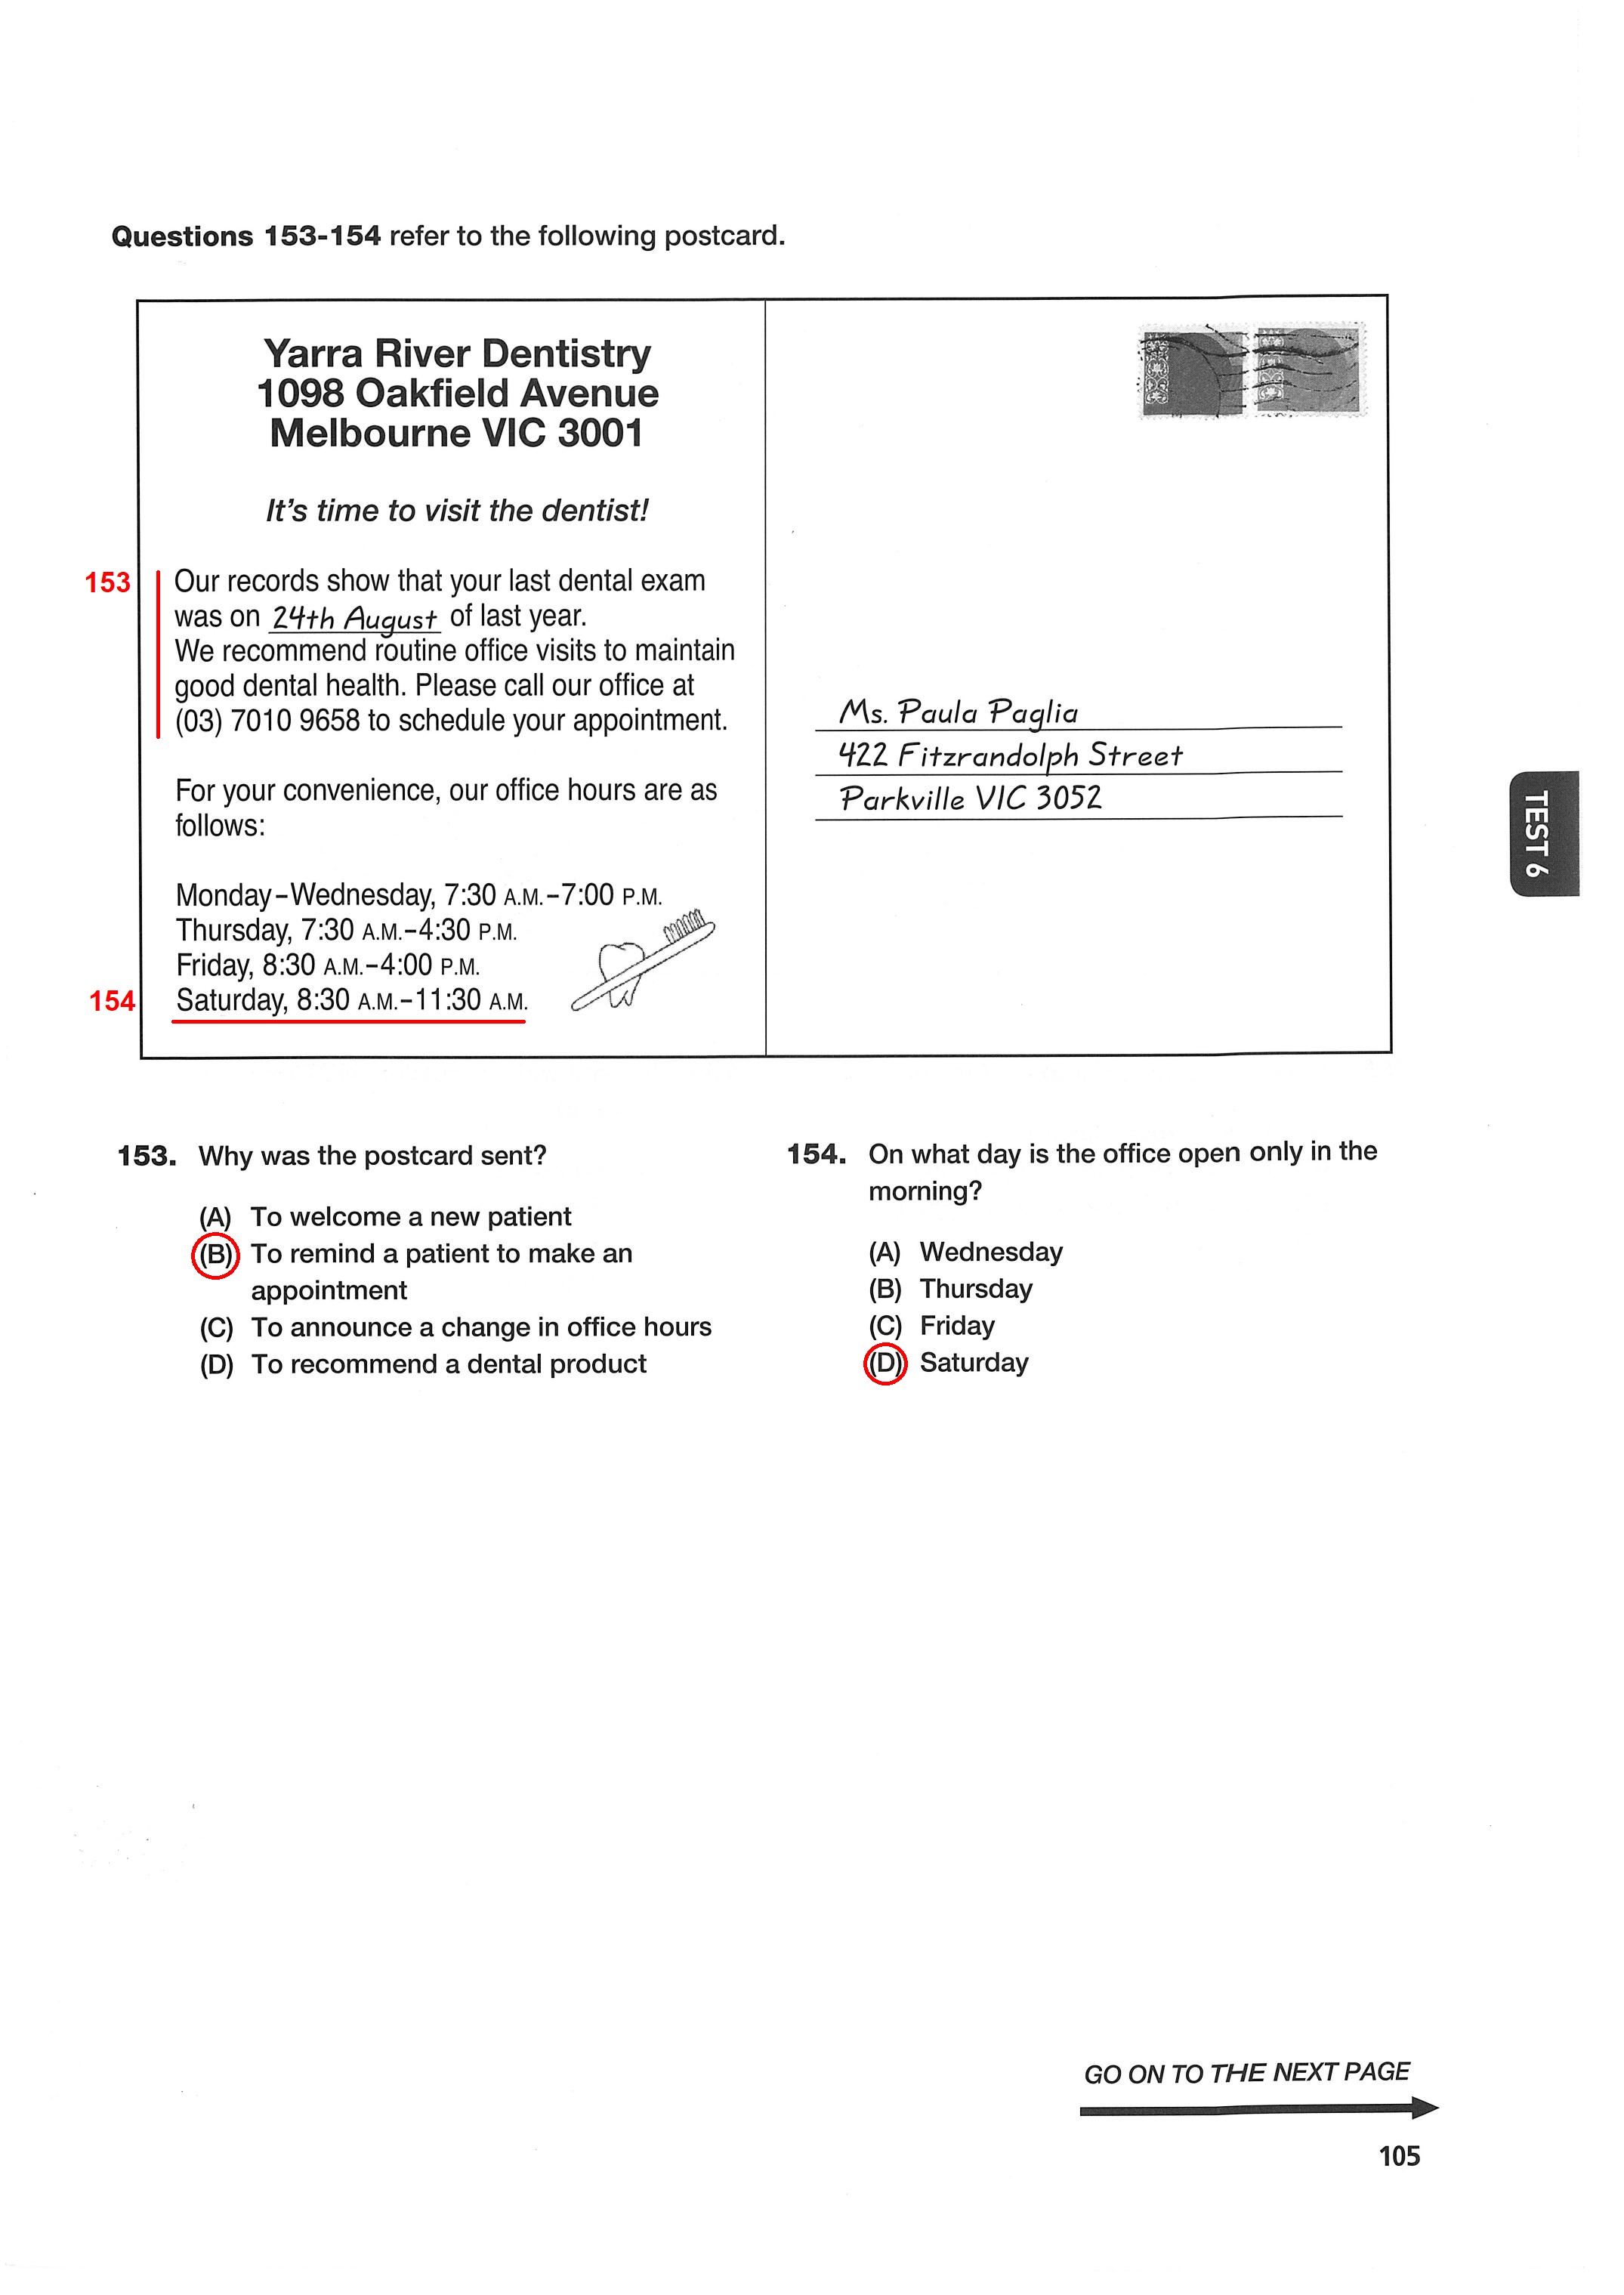 Questions 153-154 refer to the following postcard.
Yarra River Dentistry
1098 Oakfield Avenue
Melbourne VIC 3001
It's time to visit the dentist!
153
Our records show that your last dental exam
was on 24th August of last year.
We recommend routine office visits to maintain
good dental health. Please call our office at
(03) 7010 9658 to schedule your appointment.
For your convenience, our office hours are as
follows:
Monday–Wednesday, 7:30 A.M.–7:00 P.M.
Thursday, 7:30 A.M.–4:30 P.M.
Friday, 8:30 A.M.–4:00 P.M.
154
Saturday, 8:30 A.M.–11:30 A.M.
Ms. Paula Paglia
422 Fitzrandolph Street
Parkville VIC 3052
TEST 6
153. Why was the postcard sent?
(A) To welcome a new patient
(B) To remind a patient to make an
appointment
(C) To announce a change in office hours
(D) To recommend a dental product
154. On what day is the office open only in the
morning?
(A) Wednesday
(B) Thursday
(C) Friday
(D) Saturday
GO ON TO THE NEXT PAGE
105